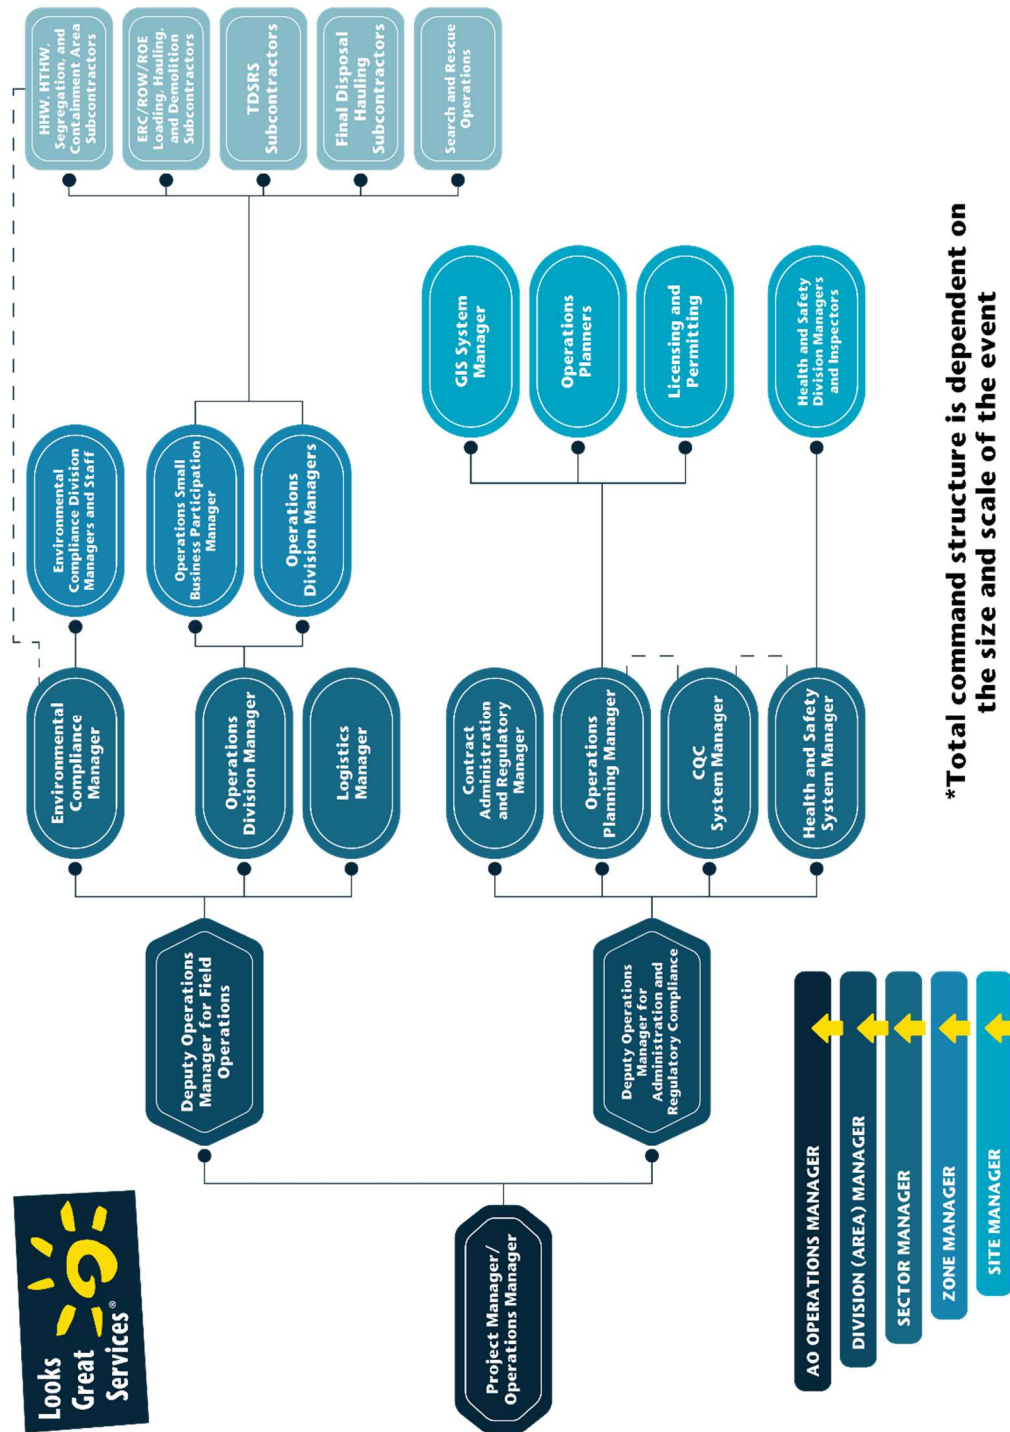 Looks
Great
Services®
Project Manager/
Operations Manager
Deputy Operations
Manager for Field
Operations
Deputy Operations
Manager for
Administration and
Regulatory Compliance
Environmental
Compliance
Manager
Operations
Division Manager
Logistics
Manager
Contract
Administration
and Regulatory
Manager
Operations
Planning Manager
CQC
System Manager
Health and Safety
System Manager
Environmental
Compliance Division
Managers and Staff
Operations Small
Business Participation
Manager
Operations
Division Managers
GIS System
Manager
Operations
Planners
Licensing and
Permitting
Health and Safety
Division Managers
and Inspectors
HHW, HTHW,
Segregation, and
Containment Area
Subcontractors
ERC/ROW/ROE
Loading, Hauling,
and Demolition
Subcontractors
TDSRS
Subcontractors
Final Disposal
Hauling
Subcontractors
Search and Rescue
Operations
AO OPERATIONS MANAGER
DIVISION (AREA) MANAGER
SECTOR MANAGER
ZONE MANAGER
SITE MANAGER
*Total command structure is dependent on
the size and scale of the event